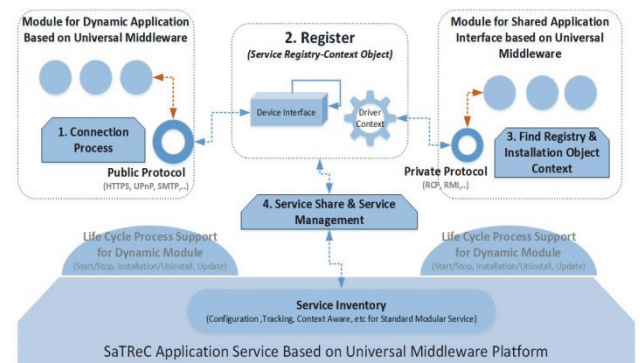 Module for Dynamic Application
Based on Universal Middleware
1. Connection
Process
Public Protocol
(HTTPS, UPnP, SMTP,..)
2. Register
(Service Registry-Context Object)
Device Interface
Driver
Context
Module for Shared Application
Interface based on Universal
Middleware
3. Find Registry &
Installation Object
Context
Private Protocol
(RCP, RMI,..)
4. Service Share & Service
Management
Life Cycle Process Support
for Dynamic Module
(Start/Stop, Installation/Uninstall, Update)
Life Cycle Process Support
for Dynamic Module
(Start/Stop, Installation/Uninstall, Update)
Service Inventory
(Configuration ,Tracking, Context Aware, etc for Standard Modular Service)
SaTReC Application Service Based on Universal Middleware Platform